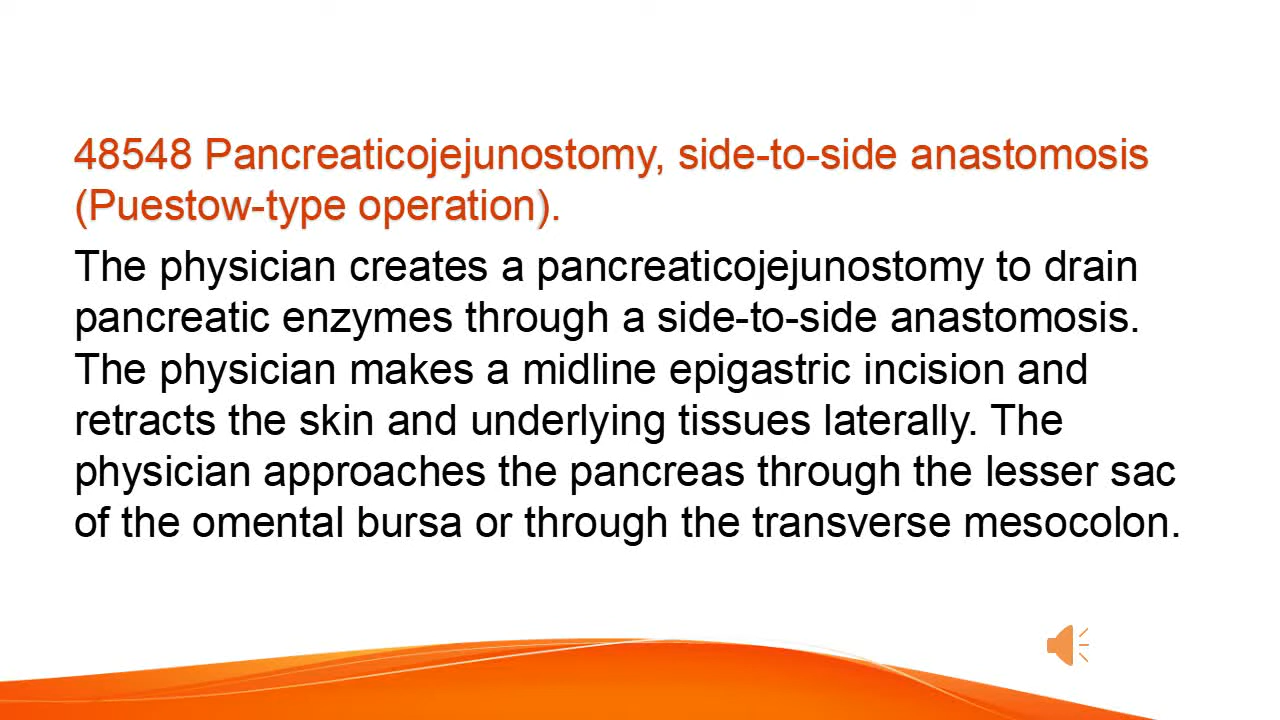 48548 Pancreaticojejunostomy, side-to-side anastomosis
(Puestow-type operation).
The physician creates a pancreaticojejunostomy to drain
pancreatic enzymes through a side-to-side anastomosis.
The physician makes a midline epigastric incision and
retracts the skin and underlying tissues laterally. The
physician approaches the pancreas through the lesser sac
of the omental bursa or through the transverse mesocolon.